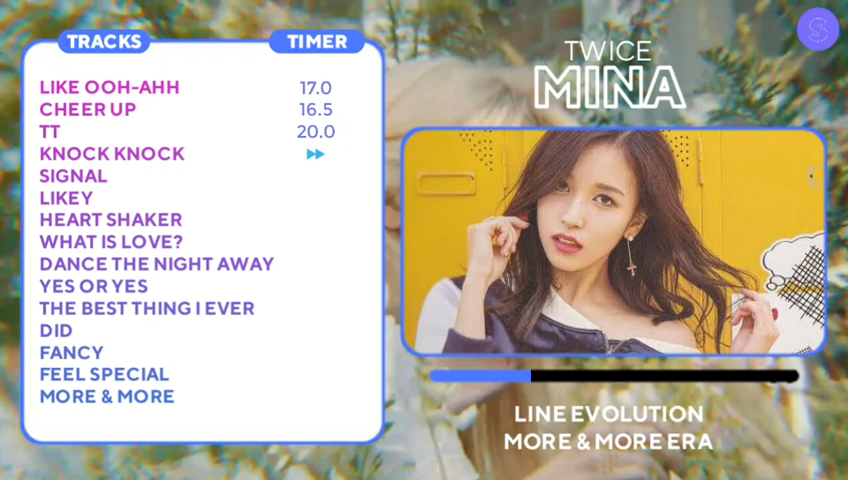 TRACKS TIMER
LIKE OOH-AHH 17.0
CHEER UP 16.5
TT 20.0
KNOCK KNOCK
SIGNAL
LIKEY
HEART SHAKER
WHAT IS LOVE?
DANCE THE NIGHT AWAY
YES OR YES
THE BEST THING I EVER
DID
FANCY
FEEL SPECIAL
MORE & MORE
S
TWICE
MINA
LINE EVOLUTION
MORE & MORE ERA